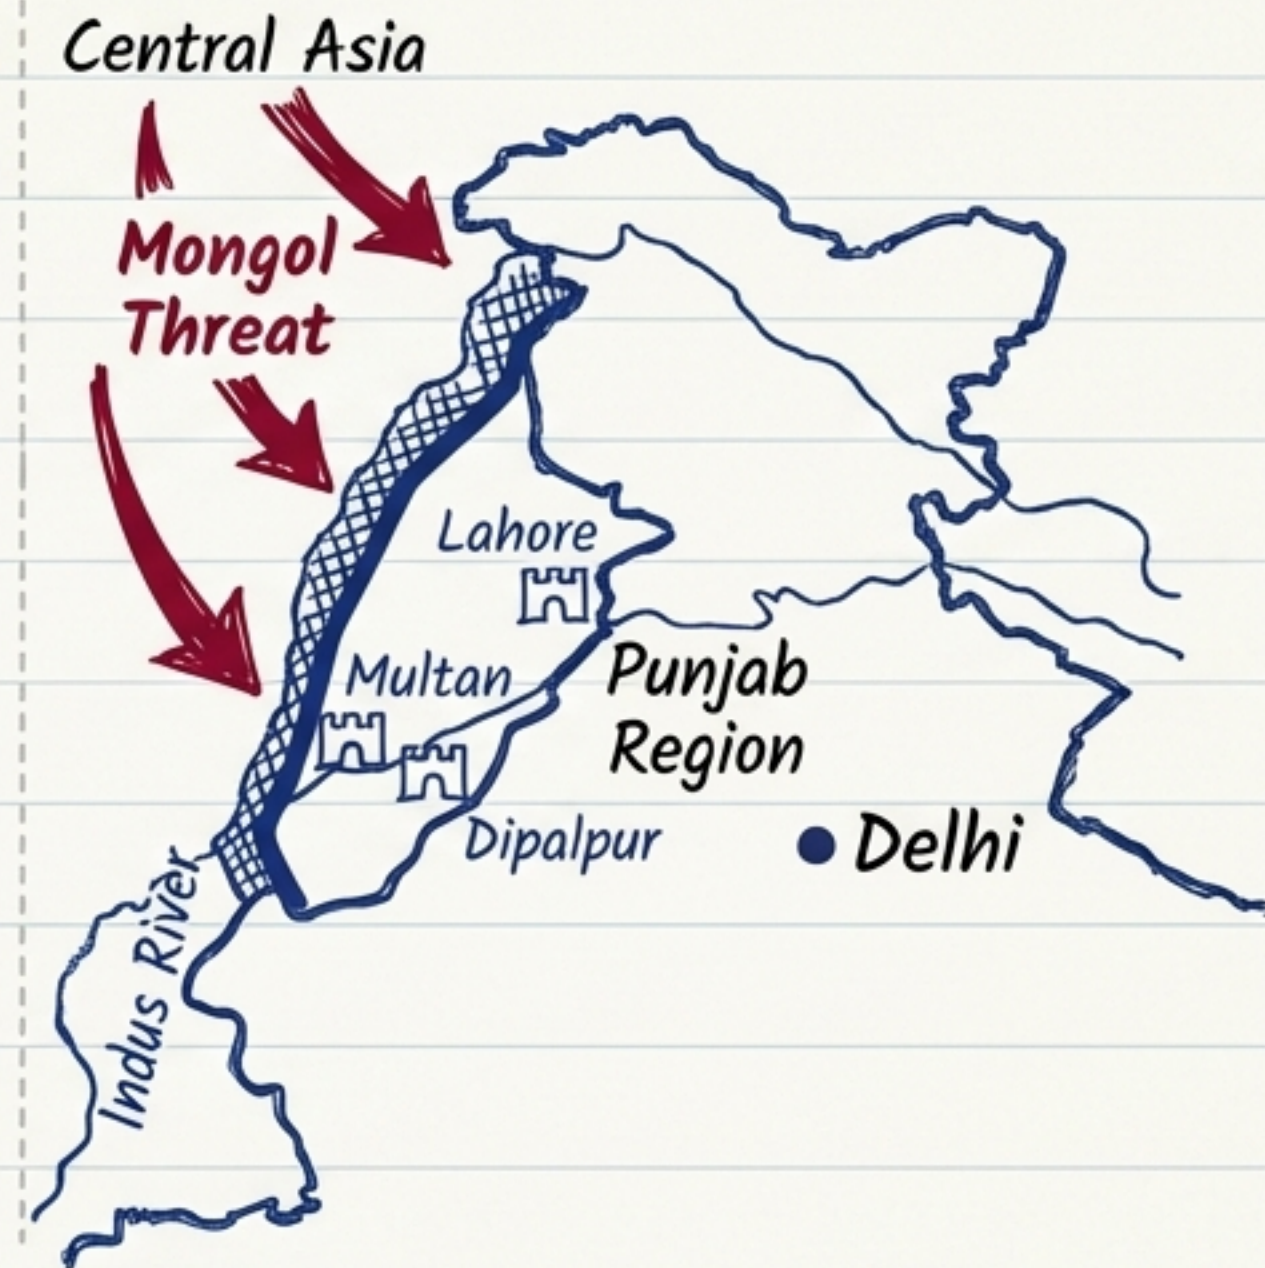 Central Asia
Mongol
Threat
Lahore
Multan
Punjab
Region
Dipalpur
Delhi
Indus River